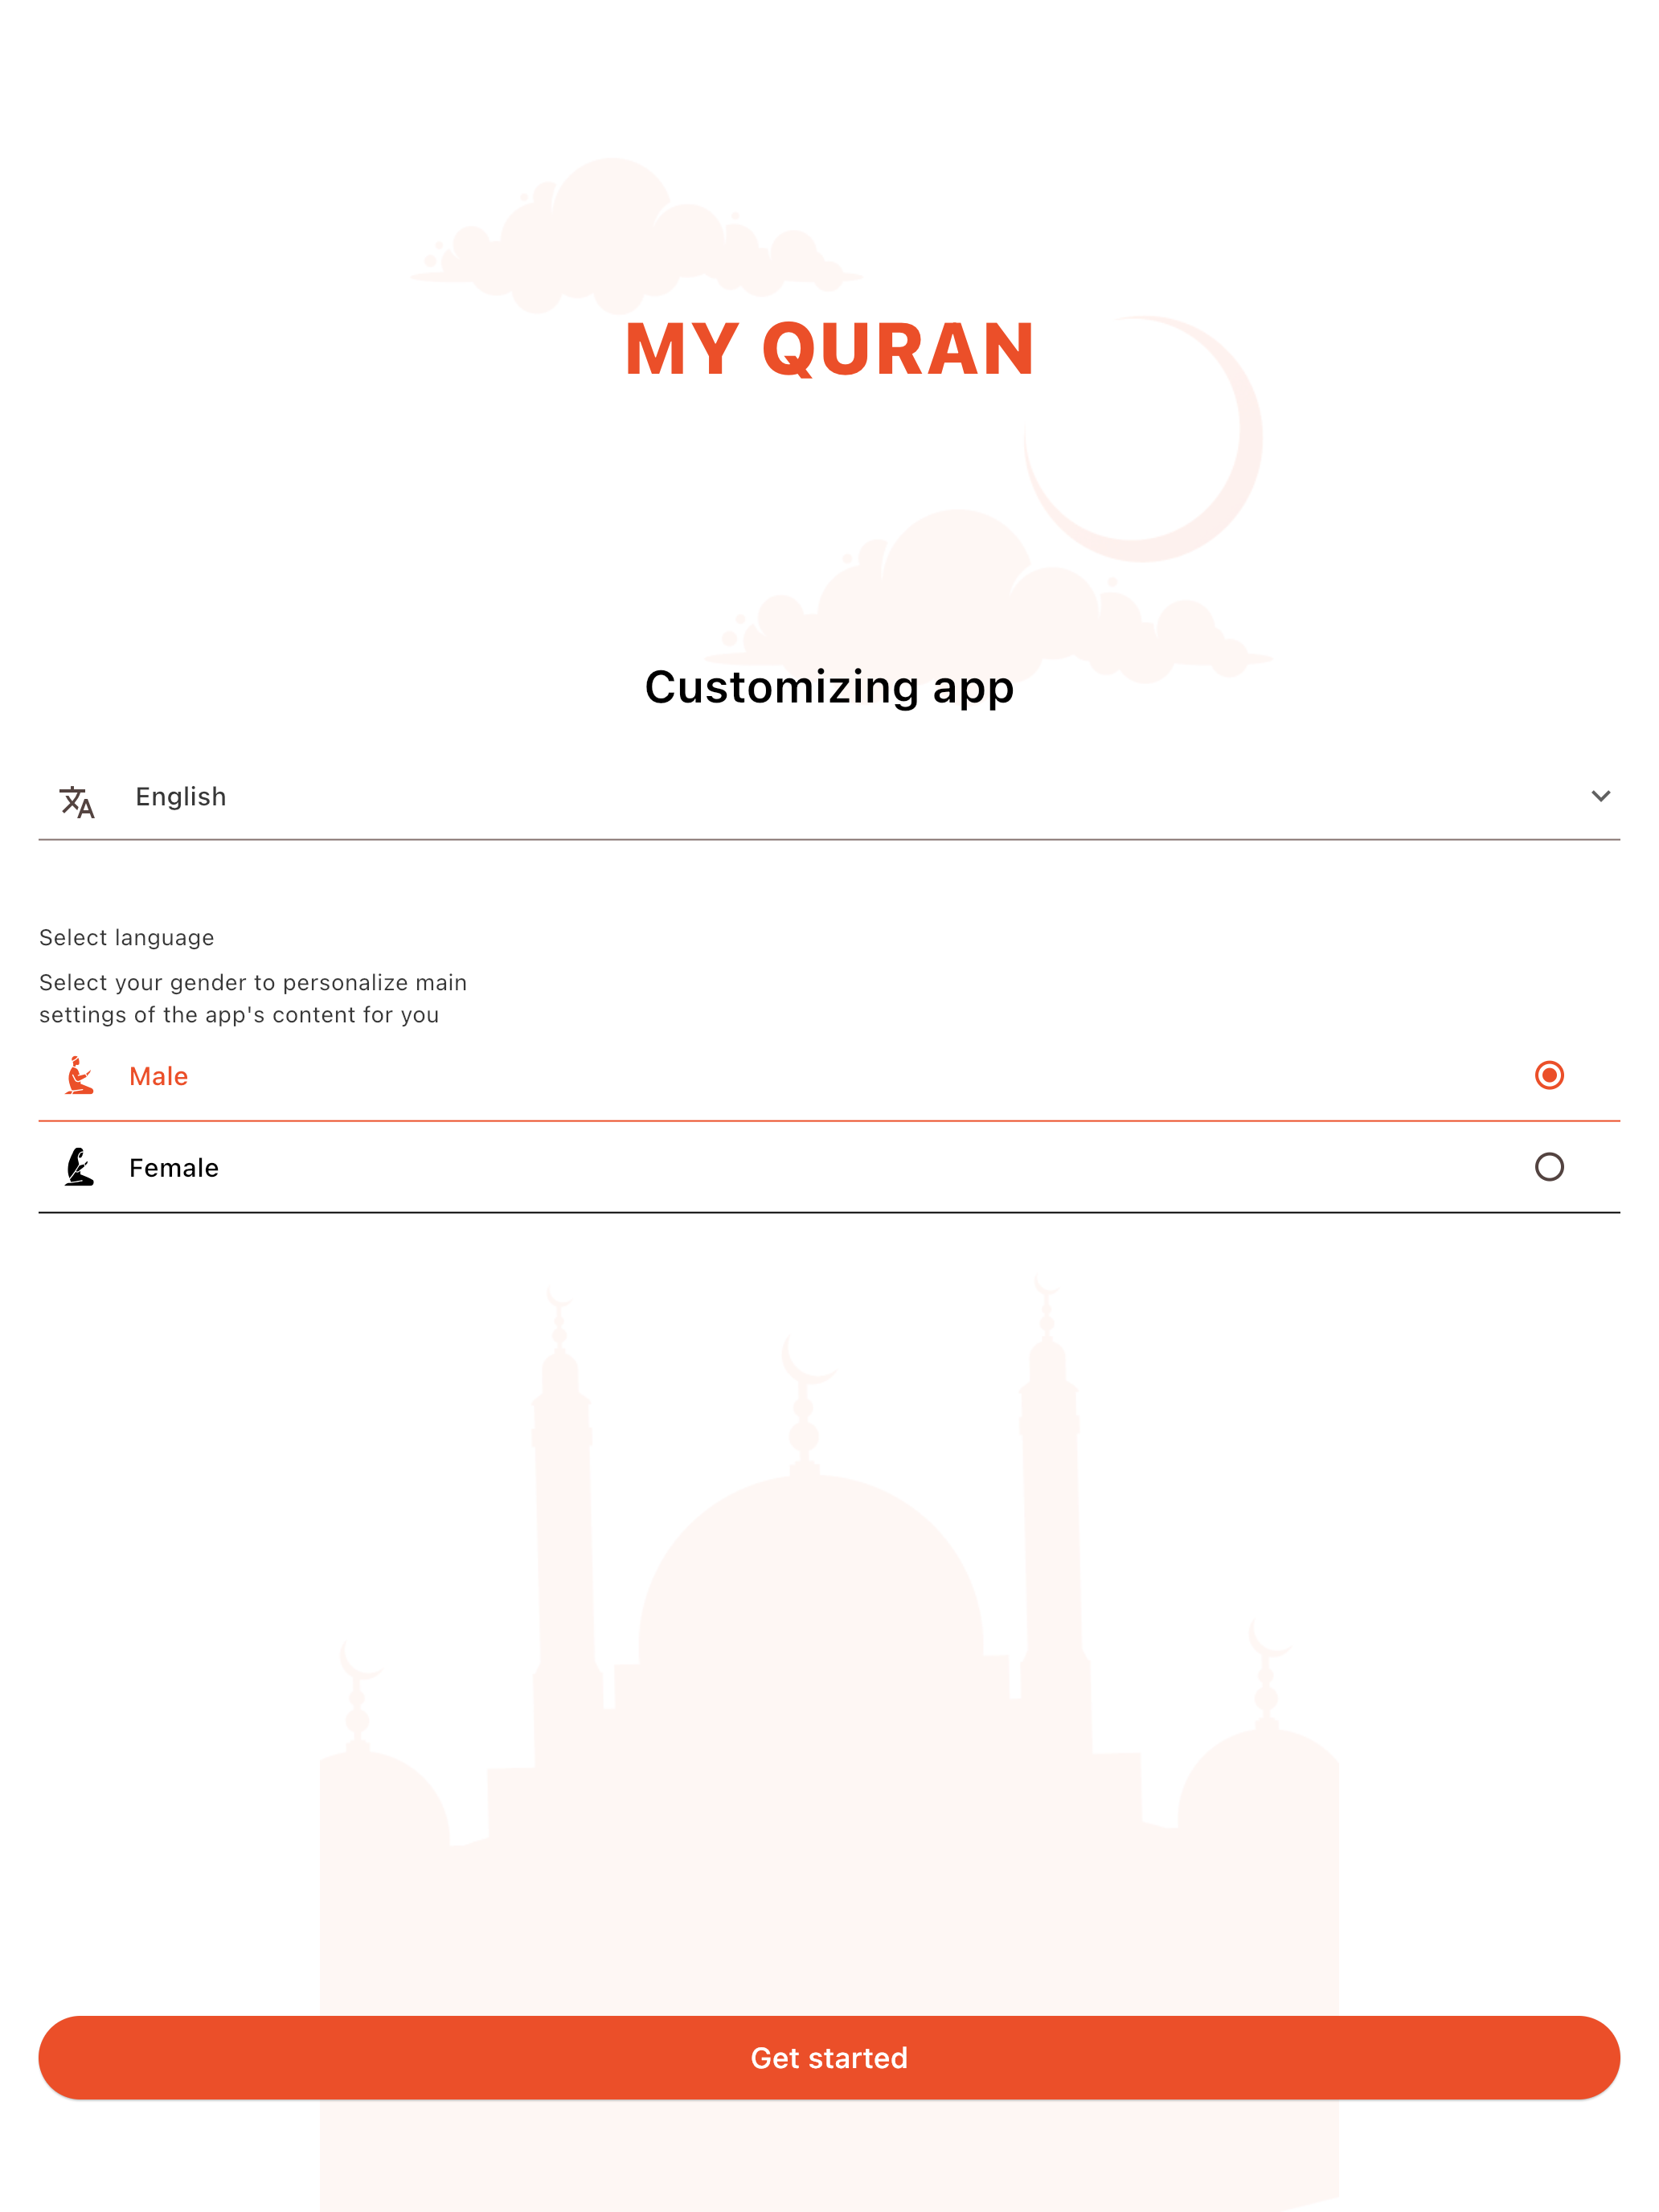 MY QURAN
Customizing app
English
Select language
Select your gender to personalize main
settings of the app's content for you
Male
Female
Get started